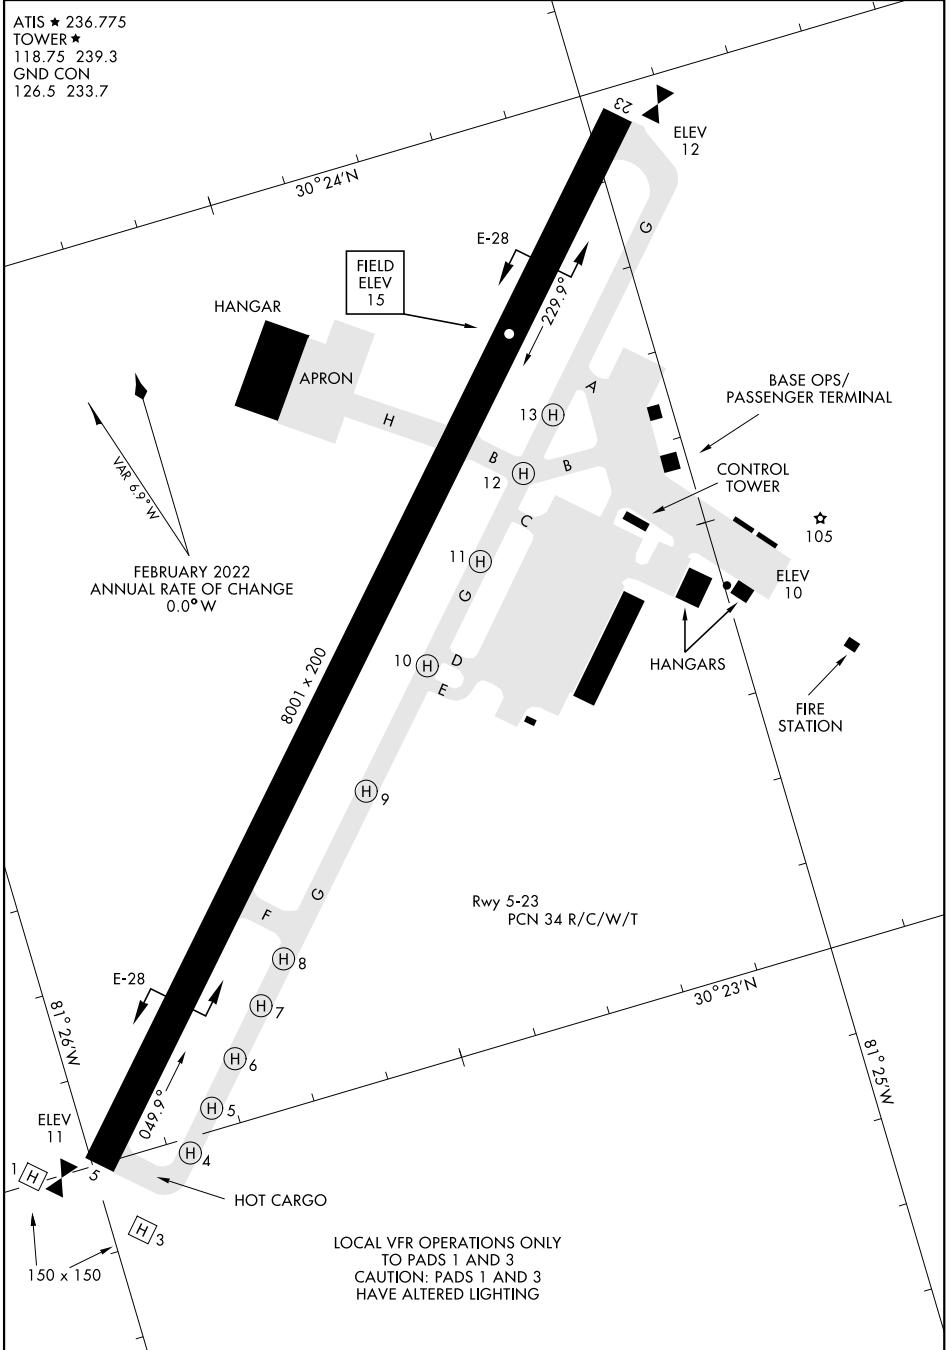 ATIS ★ 236.775
TOWER ★
118.75 239.3
GND CON
126.5 233.7
23
ELEV
12
30°24'N
G
E-28
FIELD
ELEV
15
229.9°
HANGAR
APRON
A
BASE OPS/
PASSENGER TERMINAL
H
13 H
B
B
12 H
CONTROL
TOWER
VAR 6.9° W
C
105
11 H
FEBRUARY 2022
ANNUAL RATE OF CHANGE
0.0° W
ELEV
10
G
10 H
D
E
HANGARS
8001 x 200
FIRE
STATION
H 9
G
F
Rwy 5-23
PCN 34 R/C/W/T
H 8
E-28
30°23'N
H 7
81°26'W
H 6
81°25'W
049.9°
H 5
ELEV
11
H 4
1 H
5
HOT CARGO
H 3
150 x 150
LOCAL VFR OPERATIONS ONLY
TO PADS 1 AND 3
CAUTION: PADS 1 AND 3
HAVE ALTERED LIGHTING